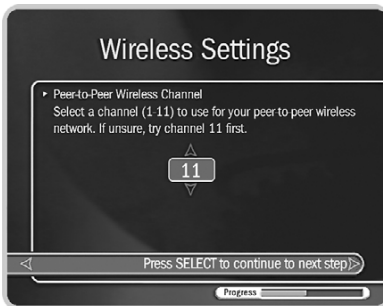 Wireless Settings
Peer-to-Peer Wireless Channel
Select a channel (1-11) to use for your peer-to-peer wireless
network. If unsure, try channel 11 first.
11
Press SELECT to continue to next step
Progress